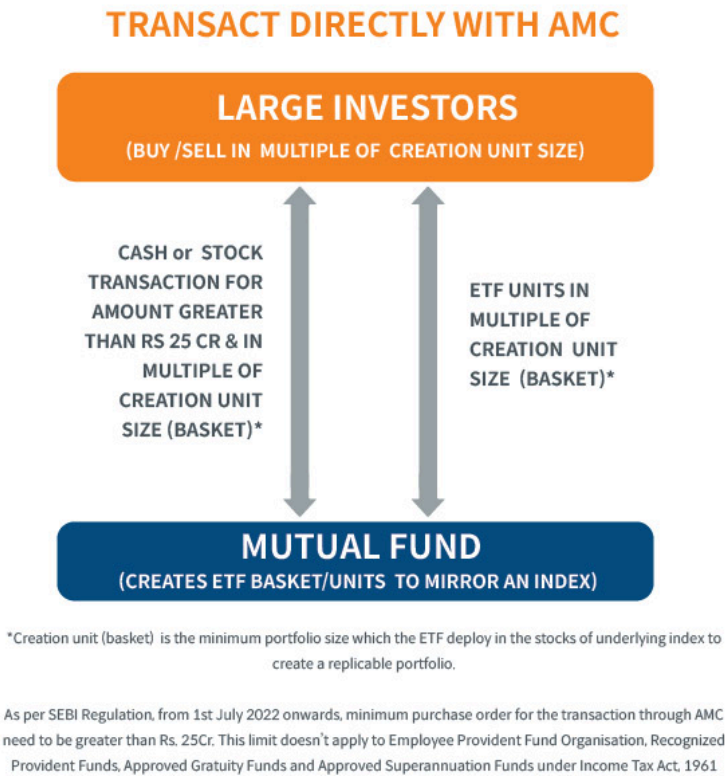 TRANSACT DIRECTLY WITH AMC
LARGE INVESTORS
(BUY /SELL IN MULTIPLE OF CREATION UNIT SIZE)
CASH or STOCK
TRANSACTION FOR
AMOUNT GREATER
THAN RS 25 CR & IN
MULTIPLE OF
CREATION UNIT
SIZE (BASKET)*
ETF UNITS IN
MULTIPLE OF
CREATION UNIT
SIZE (BASKET)*
MUTUAL FUND
(CREATES ETF BASKET/UNITS TO MIRROR AN INDEX)
*Creation unit (basket) is the minimum portfolio size which the ETF deploy in the stocks of underlying index to
create a replicable portfolio.
As per SEBI Regulation, from 1st July 2022 onwards, minimum purchase order for the transaction through AMC
need to be greater than Rs. 25Cr. This limit doesn't apply to Employee Provident Fund Organisation, Recognized
Provident Funds, Approved Gratuity Funds and Approved Superannuation Funds under Income Tax Act, 1961